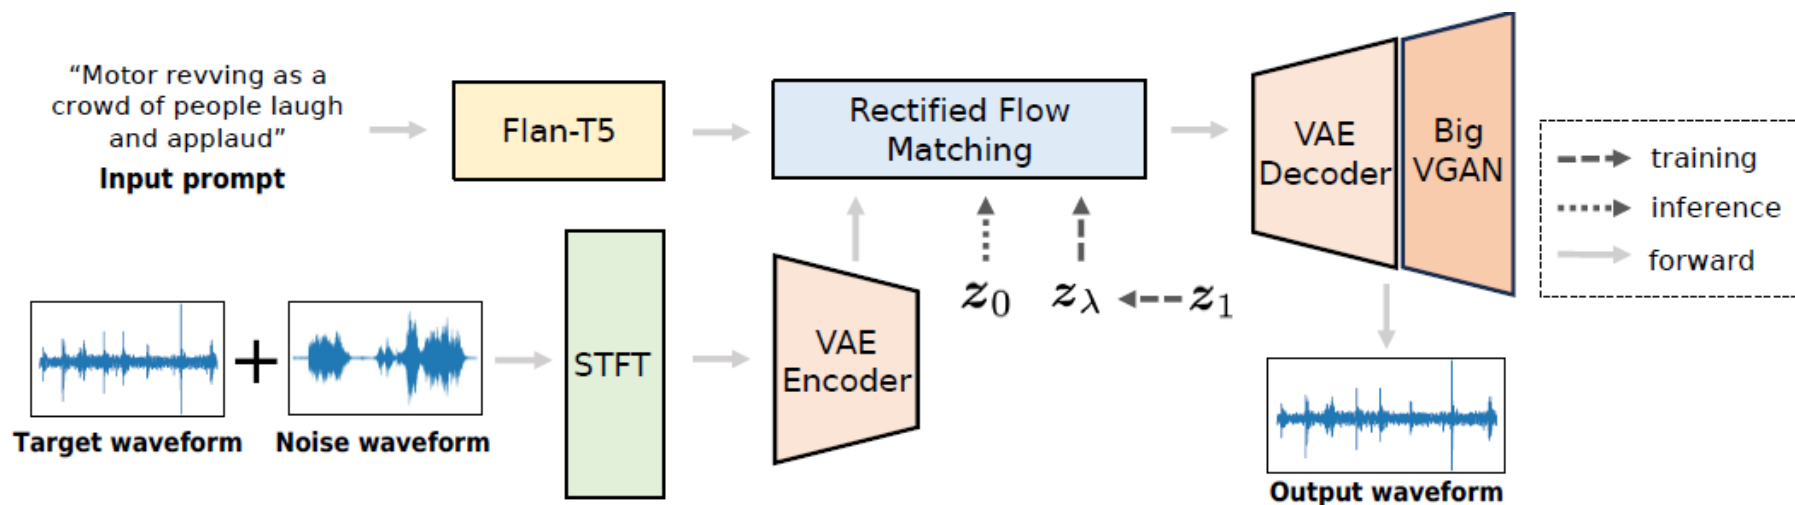 “Motor revving as a
crowd of people laugh
and applaud”
Input prompt
Flan-T5
Rectified Flow
Matching
VAE
Decoder
Big
VGAN
training
inference
forward
STFT
VAE
Encoder
z₀
z_λ
z₁
+
Target waveform
Noise waveform
Output waveform